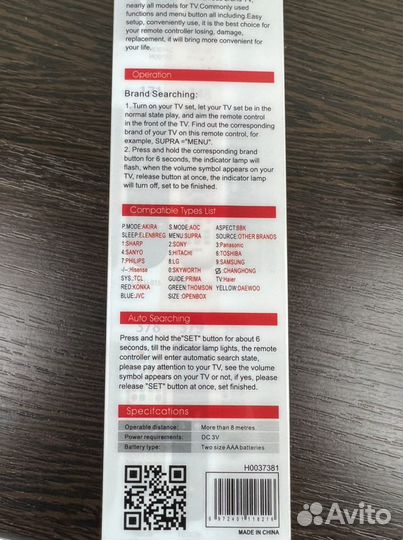 nearly all models for TV.Commonly used
functions and menu button all including.Easy
setup, conveniently use, it is the best choice for
your remote controller losing, damage,
replacement, it will bring more convenient for
your life.
Operation
Brand Searching:
1. Turn on your TV set, let your TV set be in the
normal state play, and aim the remote control
in the front of the TV. Find out the corresponding
brand of your TV on this remote control, for
example, SUPRA ="MENU".
2. Press and hold the corresponding brand
button for 6 seconds, the indicator lamp will
flash, when the volume symbol appears on your
TV, release button at once, the indicator lamp
will turn off, set to be finished.
Compatible Types List
P.MODE:AKIRA S.MODE:AOC ASPECT:BBK
SLEEP:ELENBREG MENU:SUPRA SOURCE:OTHER BRANDS
1:SHARP 2:SONY 3:Panasonic
4:SANYO 5:HITACHI 6:TOSHIBA
7:PHILIPS 8:LG 9:SAMSUNG
-/--:Hisense 0:SKYWORTH :CHANGHONG
SYS.:TCL GUIDE:PRIMA TV:Haier
RED:KONKA GREEN:THOMSON YELLOW:DAEWOO
BLUE:JVC SIZE:OPENBOX
Auto Searching
Press and hold the"SET" button for about 6
seconds, till the indicator lamp lights, the remote
controller will enter automatic search state,
please pay attention to your TV, see the volume
symbol appears on your TV or not, if yes, please
release "SET" button at once, set finished.
Specifcations
Operable distance: More than 8 metres.
Power requirements: DC 3V
Battery type: Two size AAA batteries.
H0037381
6 972401 118216
MADE IN CHINA
Avito